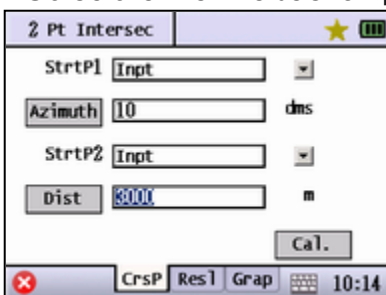 2 Pt Intersec
StrtP1 Inpt
Azimuth 10 dms
StrtP2 Inpt
Dist 3000 m
Cal.
CrsP Resl Grap 10:14